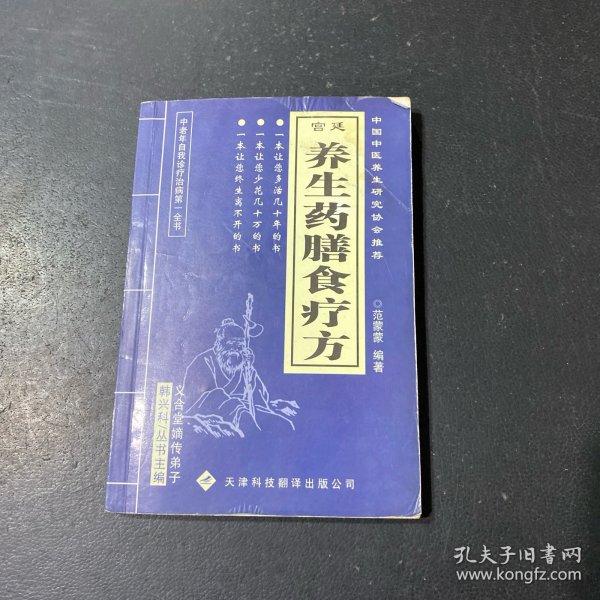 中国中医养生研究协会推荐
◎范蒙蒙 编著
宫廷
养生药膳食疗方
●一本让您多活几十年的书
●一本让您少花几十万的书
●一本让您终生离不开的书
中老年自我诊疗治病第一全书
义合堂嫡传弟子
韩兴科/丛书主编
天津科技翻译出版公司
孔夫子旧书网
www.kongfz.com